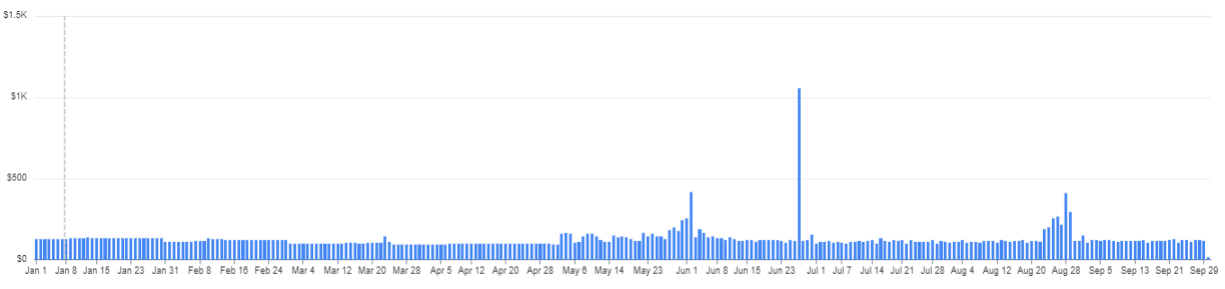 $1.5K
$1K
$500
$0
Jan 1 Jan 8 Jan 15 Jan 23 Jan 31 Feb 8 Feb 16 Feb 24 Mar 4 Mar 12 Mar 20 Mar 28 Apr 5 Apr 12 Apr 20 Apr 28 May 6 May 14 May 23 Jun 1 Jun 8 Jun 15 Jun 23 Jul 1 Jul 7 Jul 14 Jul 21 Jul 28 Aug 4 Aug 12 Aug 20 Aug 28 Sep 5 Sep 13 Sep 21 Sep 29